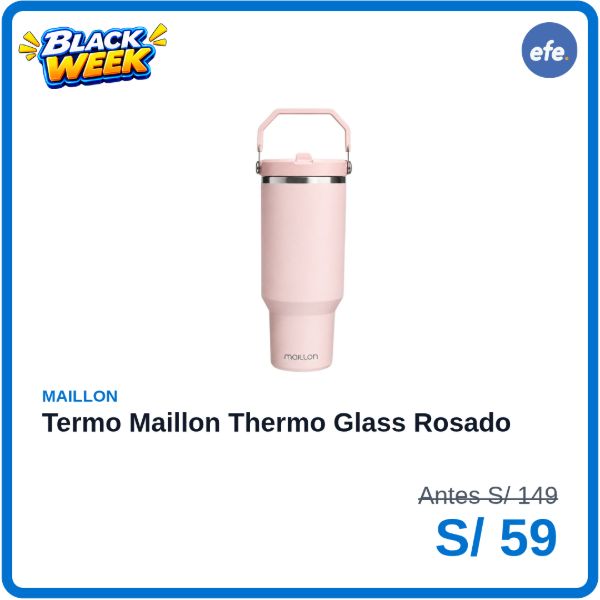 BLACK
WEEK
efe.
maillon
MAILLON
Termo Maillon Thermo Glass Rosado
Antes S/ 149
S/ 59